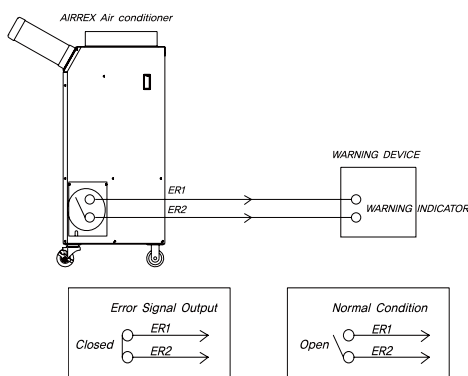 AIRREX Air conditioner
WARNING DEVICE
ER1
ER2
WARNING INDICATOR
Error Signal Output
Closed
ER1
ER2
Normal Condition
Open
ER1
ER2